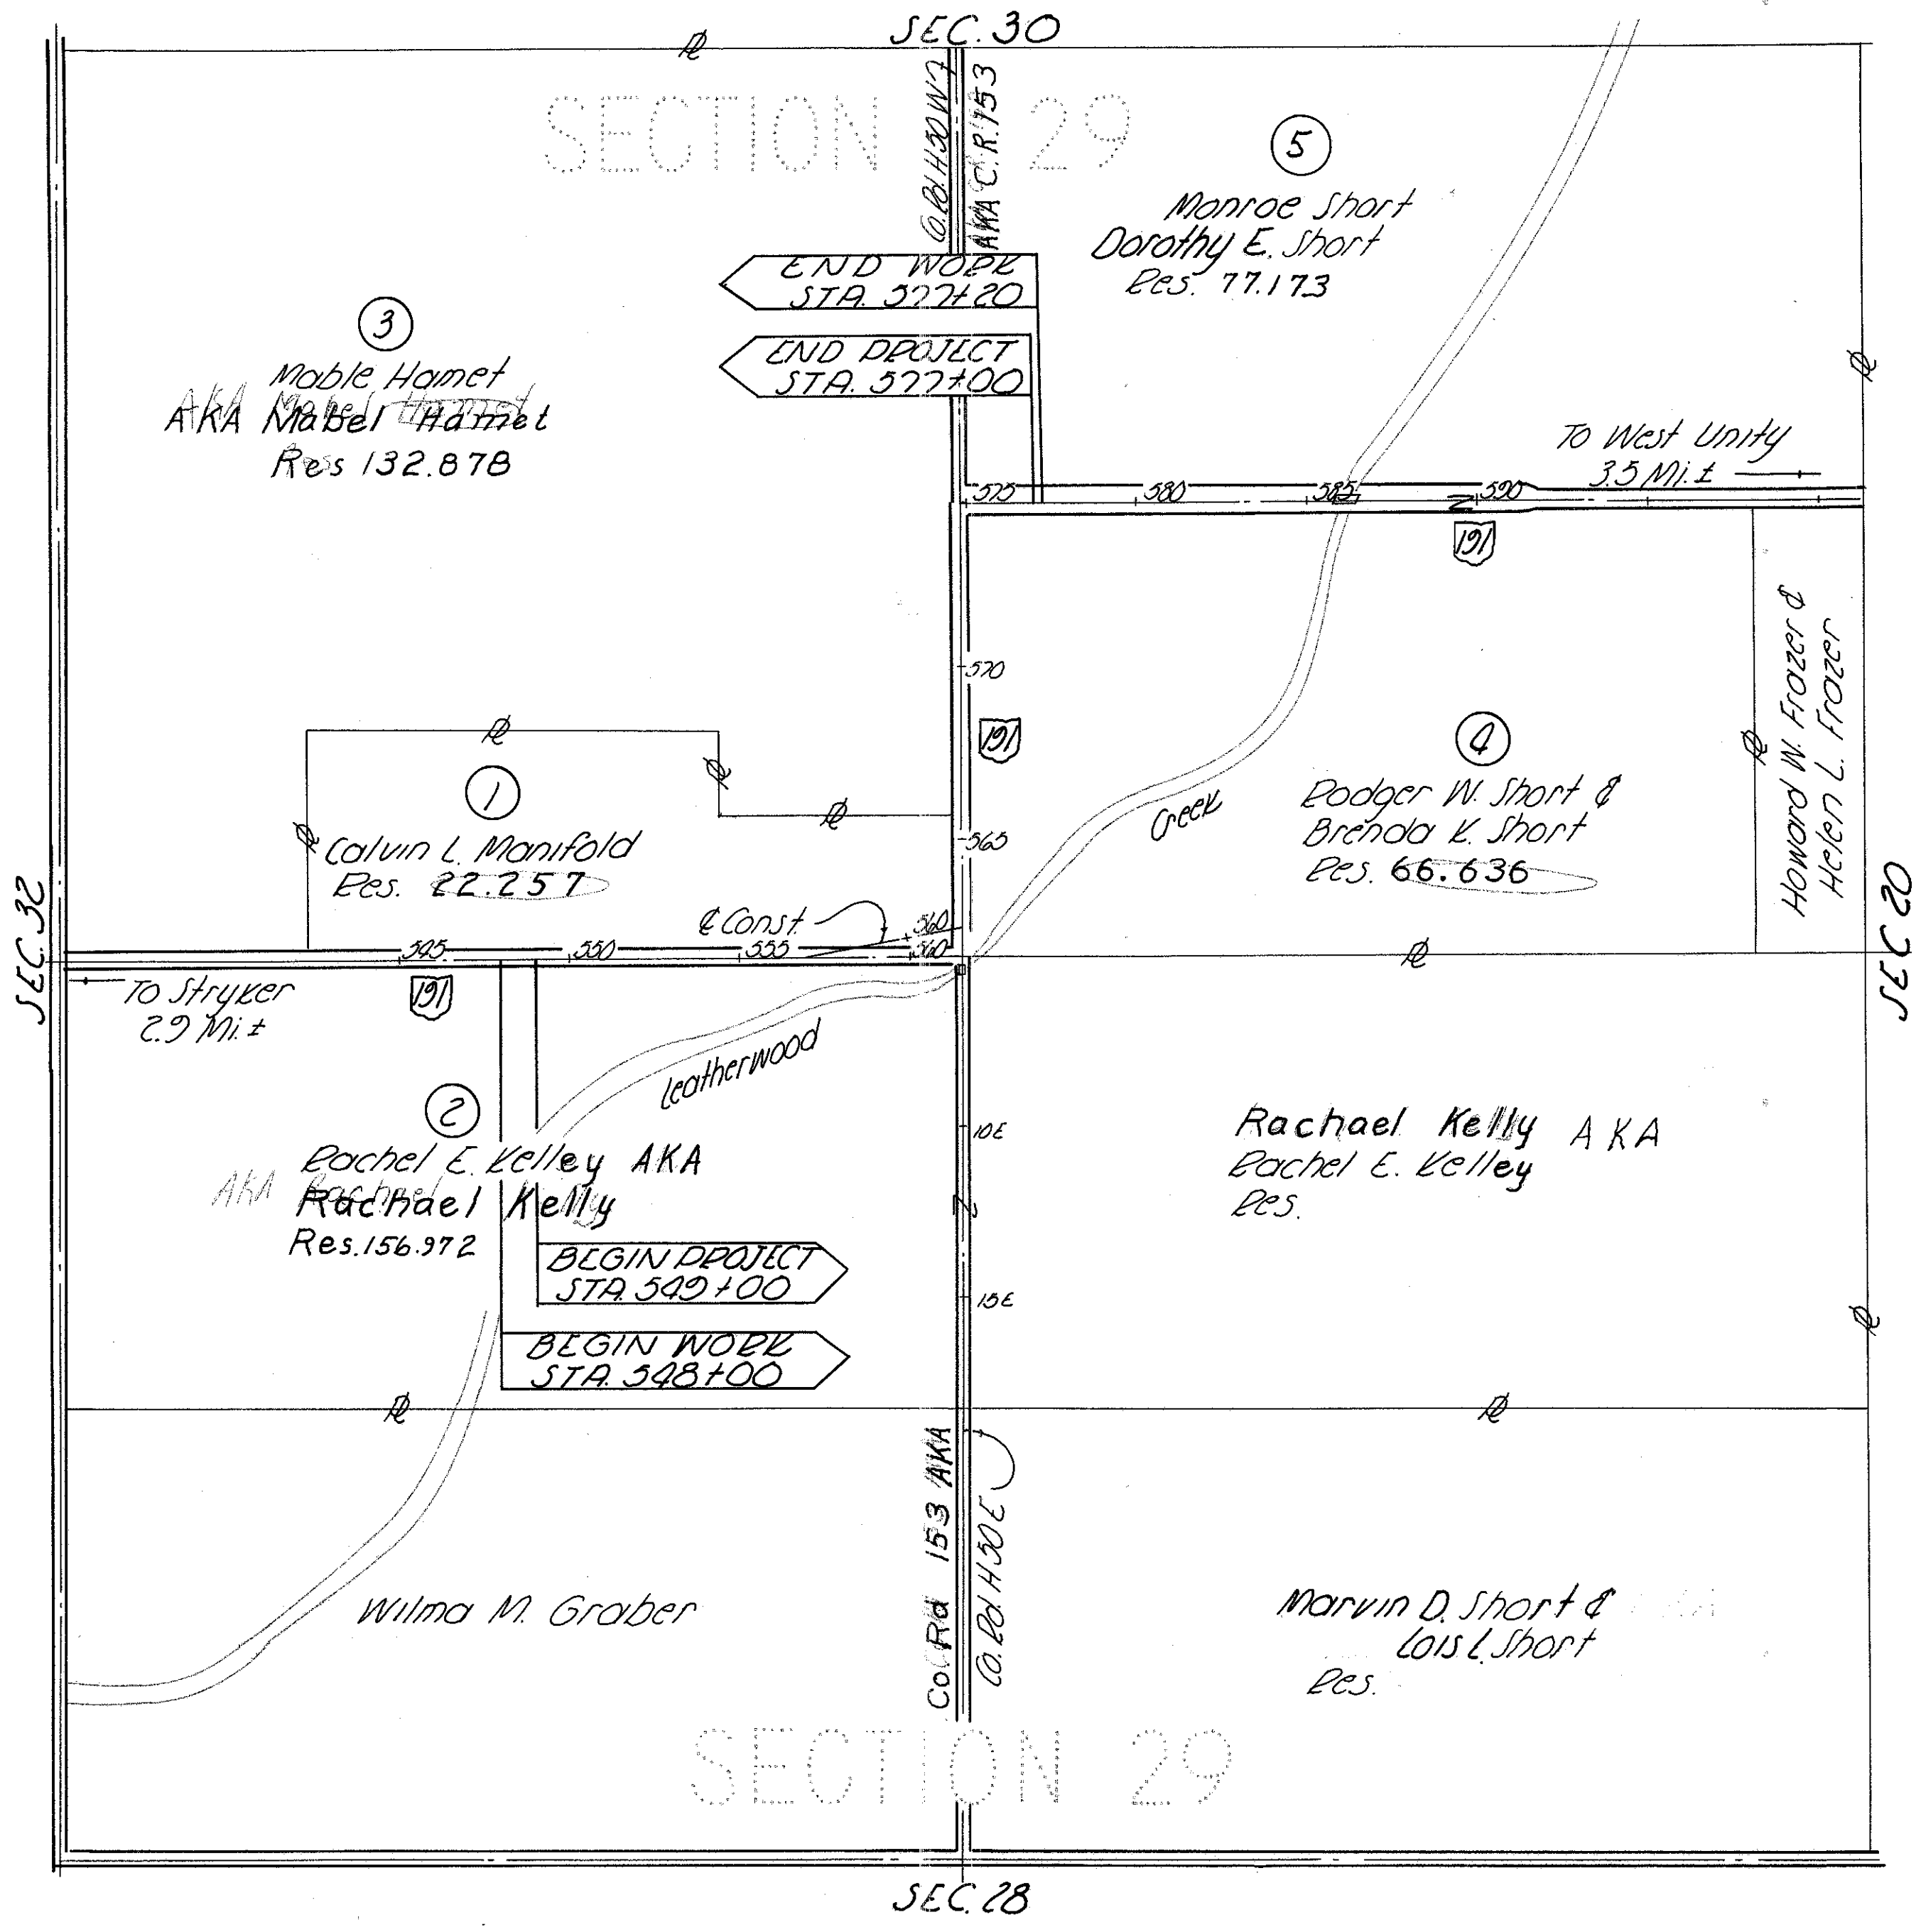 SEC. 30
SECTION 29
Co. Rd. H50 W
AKA C.R. 153
5
Monroe Short
Dorothy E. Short
Res. 77.173
END WORK
STA. 577+20
END PROJECT
STA. 577+00
3
Mable Hamet
AKA Mabel Hamet
Res 132.878
To West Unity
3.5 Mi.±
575 580 585 590
191
570
191
565
Howard W. Frazer &
Helen L. Frazer
4
Rodger W. Short &
Brenda K. Short
Res. 66.636
1
Calvin L. Manifold
Res. 22.257
Creek
℄ Const.
560
545 550 555 560
SEC. 32
SEC 20
To Stryker
2.9 Mi.±
191
Leatherwood
2
Rachel E. Kelley AKA
Rachael Kelly
Res. 156.972
10E
15E
Rachael Kelly AKA
Rachel E. Kelley
Res.
BEGIN PROJECT
STA. 549+00
BEGIN WORK
STA. 548+00
Co. Rd 153 AKA
Co. Rd. H50E
Wilma M. Graber
Marvin D. Short &
Lois L. Short
Res.
SECTION 29
SEC. 28